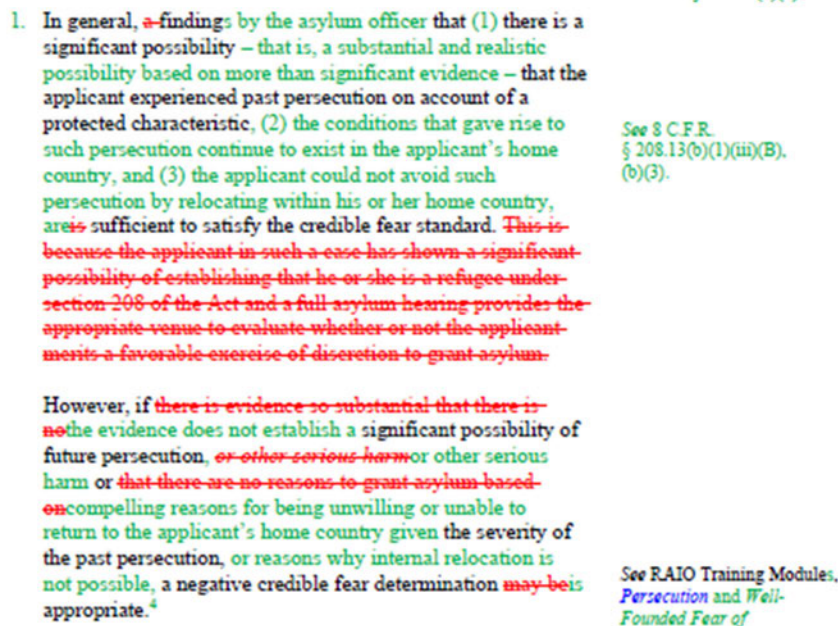 1. In general, a findings by the asylum officer that (1) there is a
significant possibility – that is, a substantial and realistic
possibility based on more than significant evidence – that the
applicant experienced past persecution on account of a
protected characteristic, (2) the conditions that gave rise to
such persecution continue to exist in the applicant's home
country, and (3) the applicant could not avoid such
persecution by relocating within his or her home country,
areis sufficient to satisfy the credible fear standard. This is
because the applicant in such a case has shown a significant
possibility of establishing that he or she is a refugee under
section 208 of the Act and a full asylum hearing provides the
appropriate venue to evaluate whether or not the applicant
merits a favorable exercise of discretion to grant asylum.
See 8 C.F.R.
§ 208.13(b)(1)(iii)(B),
(b)(3).
However, if there is evidence so substantial that there is
nothe evidence does not establish a significant possibility of
future persecution, or other serious harmor other serious
harm or that there are no reasons to grant asylum based
oncompelling reasons for being unwilling or unable to
return to the applicant's home country given the severity of
the past persecution, or reasons why internal relocation is
not possible, a negative credible fear determination may beis
appropriate.4
See RAIO Training Modules,
Persecution and Well-
Founded Fear of